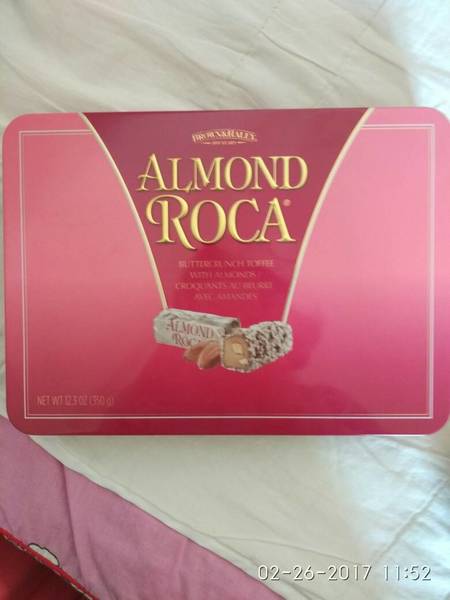 BROWN & HALEY
ALMOND
ROCA®
BUTTERCRUNCH TOFFEE
WITH ALMONDS
CROQUANTS AU BEURRE
AVEC AMANDES
ALMOND
ROCA
NET WT 12.3 OZ (350 g)
02-26-2017 11:52